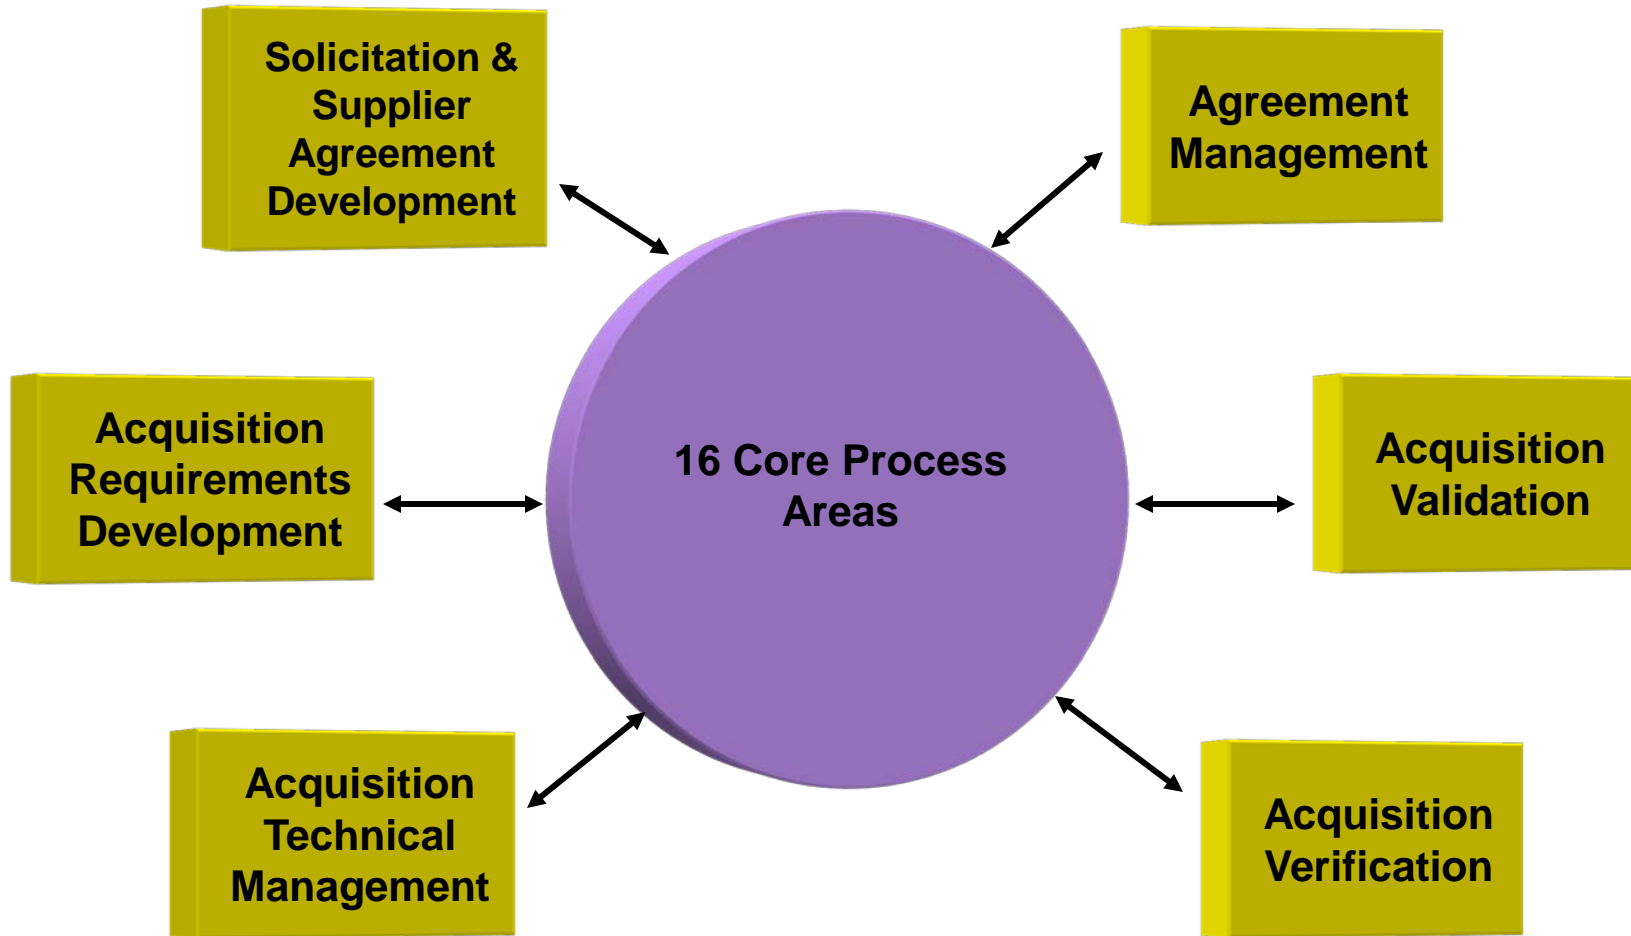 Solicitation &
Supplier
Agreement
Development
Agreement
Management
Acquisition
Requirements
Development
16 Core Process
Areas
Acquisition
Validation
Acquisition
Technical
Management
Acquisition
Verification